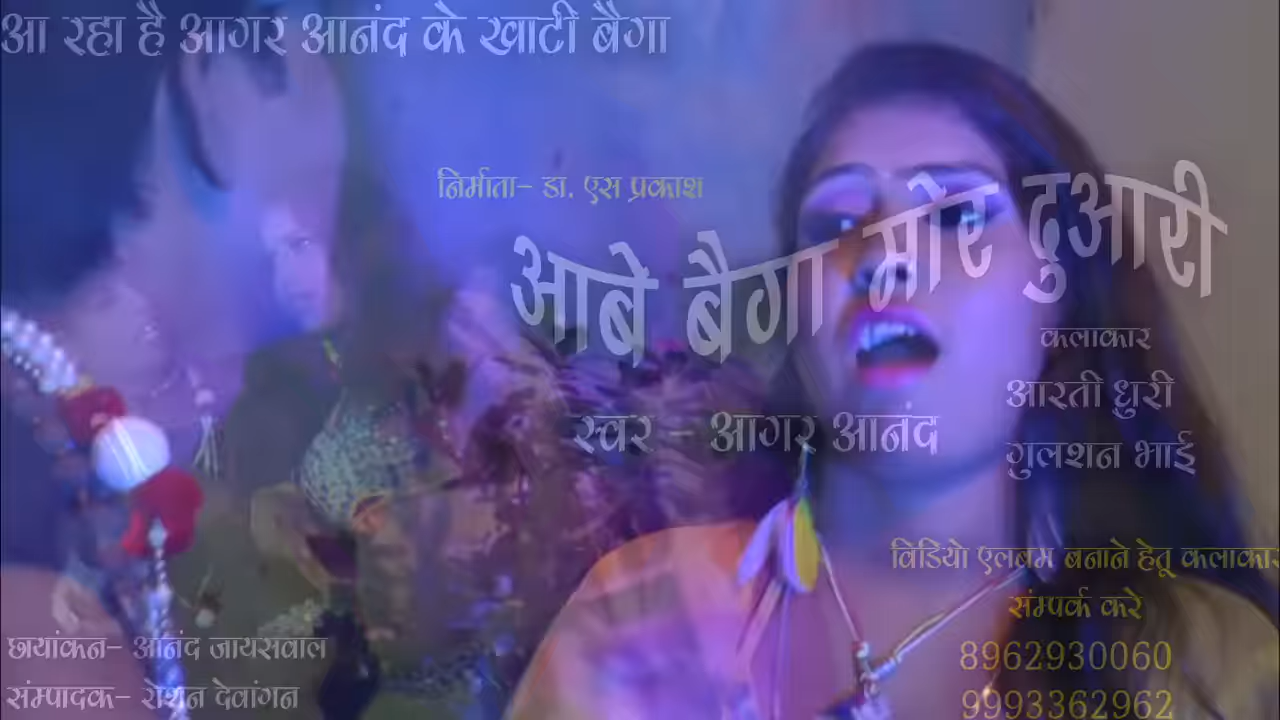 आ रहा है आगर आनंद के खाटी बैगा
निर्माता- डा. एस प्रकाश
आबे बैगा मोर दुआरी
कलाकार
आरती धुरी
गुलशन भाई
स्वर - आगर आनंद
विडियो एलबम बनाने हेतू कलाकार
सम्पर्क करे
8962930060
9993362962
छायांकन- आनंद जायसवाल
संम्पादक- रोशन देवांगन